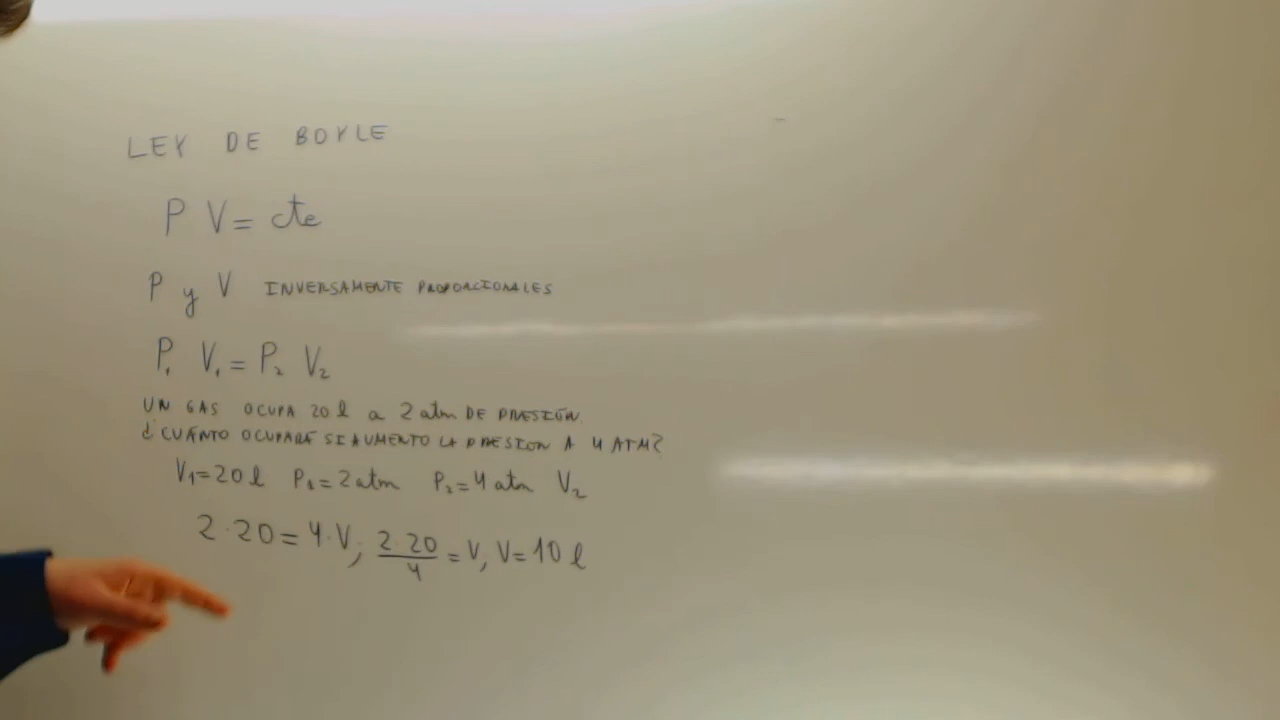 LEY DE BOYLE
P V = cte
P y V INVERSAMENTE PROPORCIONALES
P₁ V₁ = P₂ V₂
UN GAS OCUPA 20 l a 2 atm DE PRESIÓN.
¿CUÁNTO OCUPARÁ SI AUMENTO LA PRESION A 4 ATM?
V₁=20 l P₁=2 atm P₂=4 atm V₂
2·20=4·V; 2·20/4 = V, V=10 l